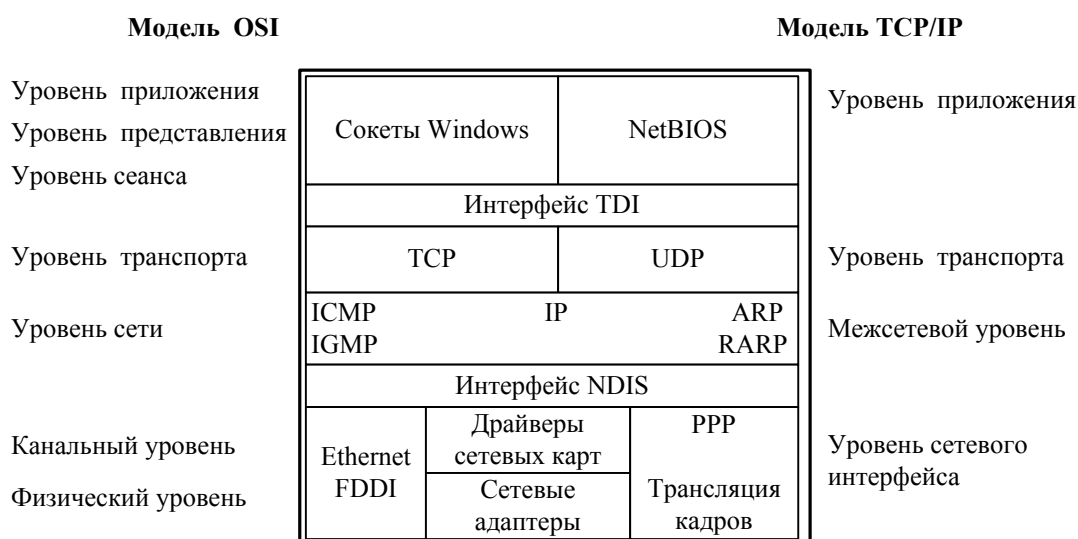 Модель OSI
Модель TCP/IP
Уровень приложения
Уровень представления
Уровень сеанса
Сокеты Windows
NetBIOS
Уровень приложения
Интерфейс TDI
Уровень транспорта
TCP
UDP
Уровень транспорта
Уровень сети
ICMP IP ARP
IGMP RARP
Межсетевой уровень
Интерфейс NDIS
Канальный уровень
Физический уровень
Ethernet
FDDI
Драйверы
сетевых карт
Сетевые
адаптеры
PPP
Трансляция
кадров
Уровень сетевого
интерфейса